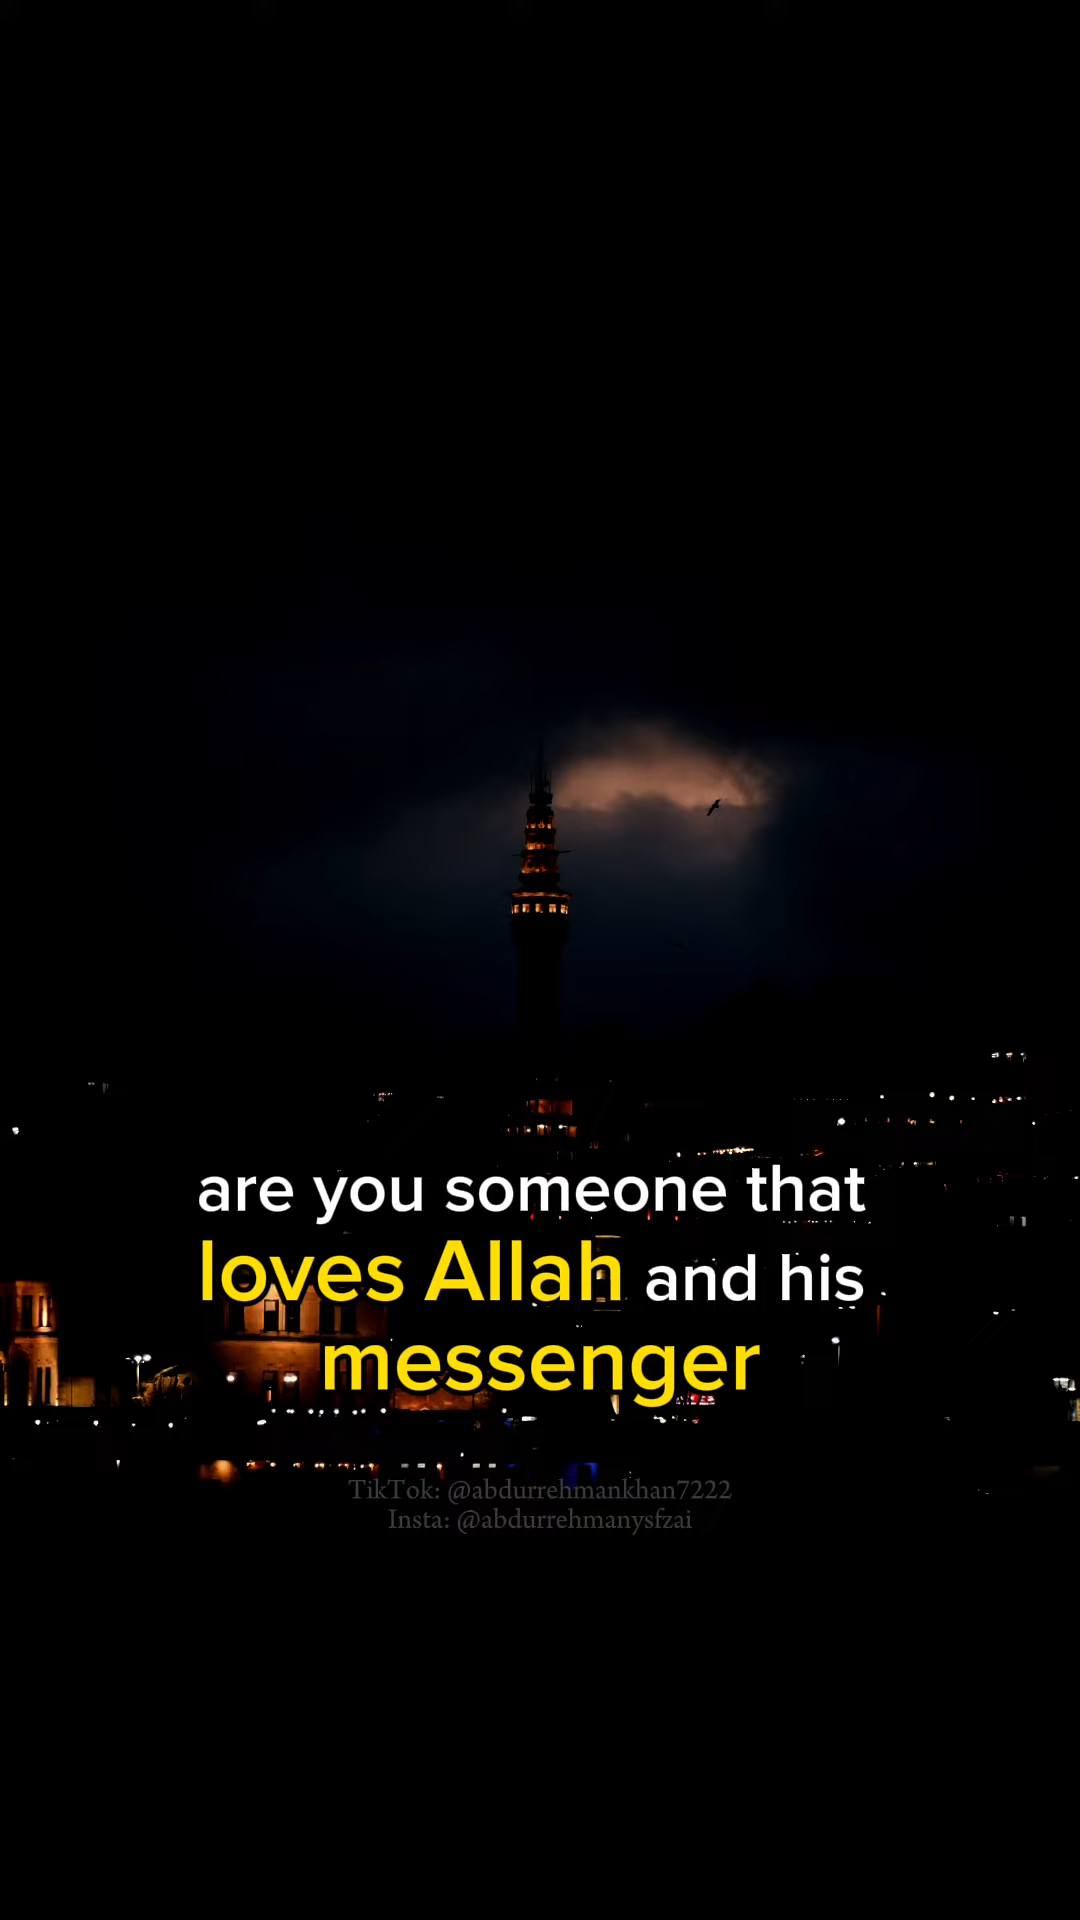 are you someone that
loves Allah and his
messenger
TikTok: @abdurrehmankhan7222
Insta: @abdurrehmanysfzai